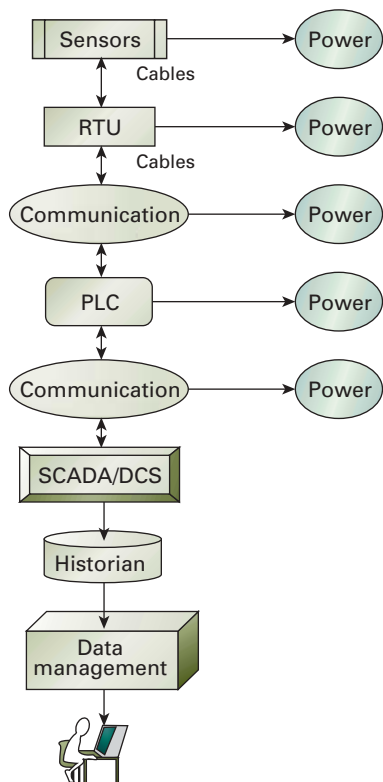 Sensors
Power
Cables
RTU
Power
Cables
Communication
Power
PLC
Power
Communication
Power
SCADA/DCS
Historian
Data
management